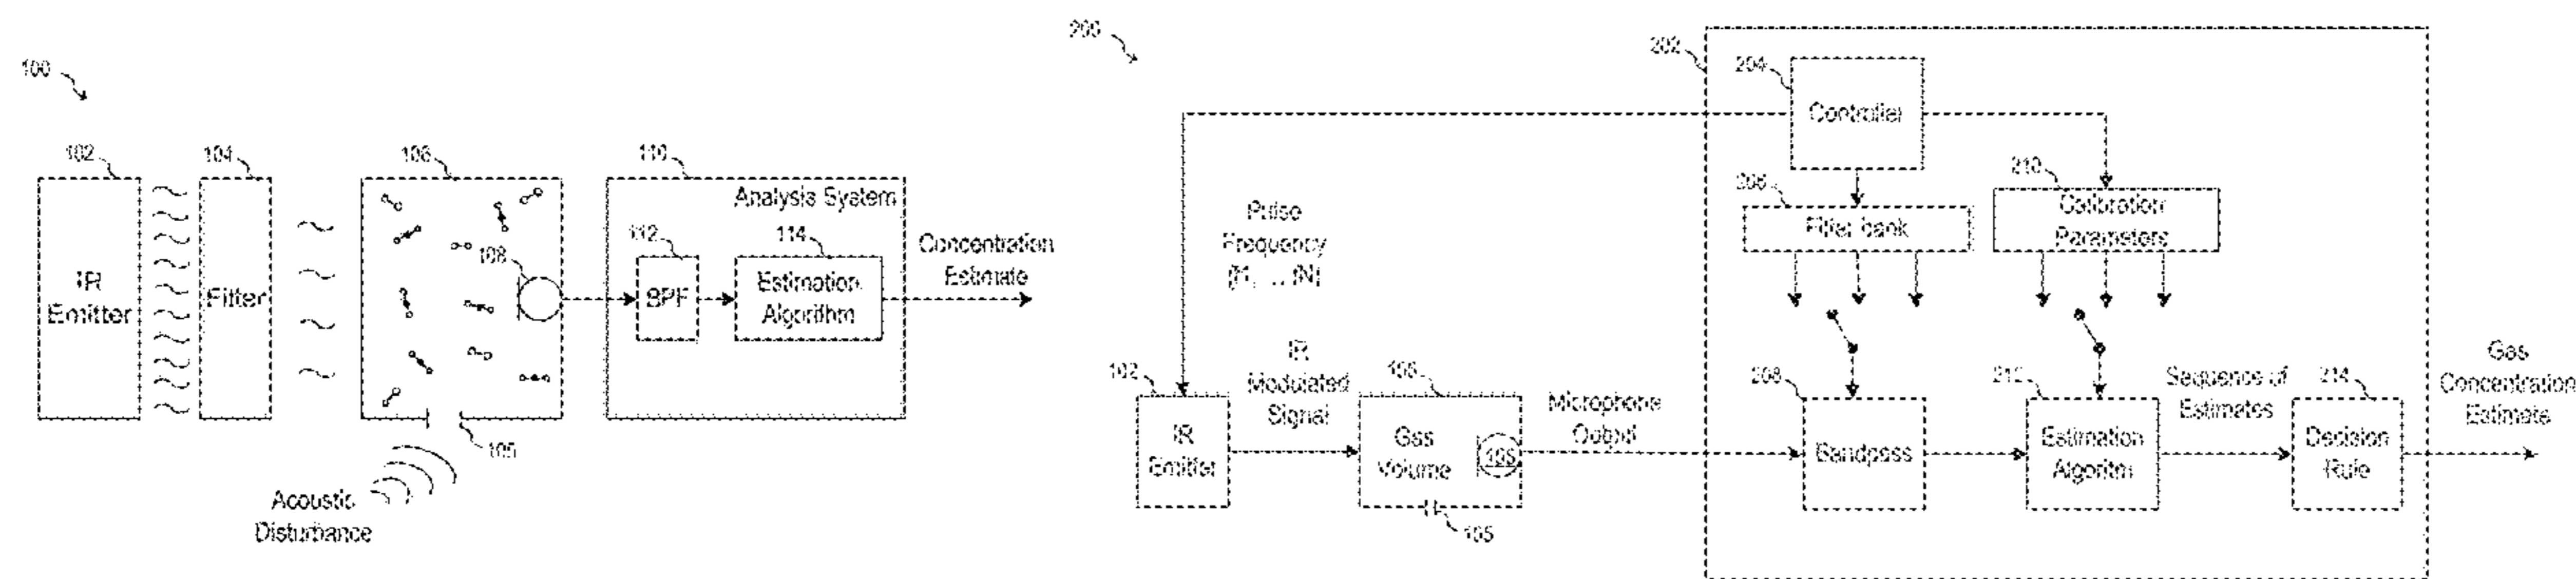 100
102
104
106
110
Analysis System
112
114
108
IR
Emitter
Filter
BPF
Estimation
Algorithm
Concentration
Estimate
105
Acoustic
Disturbance
200
202
204
Controller
206
Filter bank
210
Calibration
Parameters
Pulse
Frequency
102
IR
Emitter
IR
Modulated
Signal
106
Gas
Volume
105
Microphone
Output
208
Bandpass
212
Estimation
Algoritm
Sequence of
Estimates
214
Decision
Rule
Gas
Concentration
Estimate